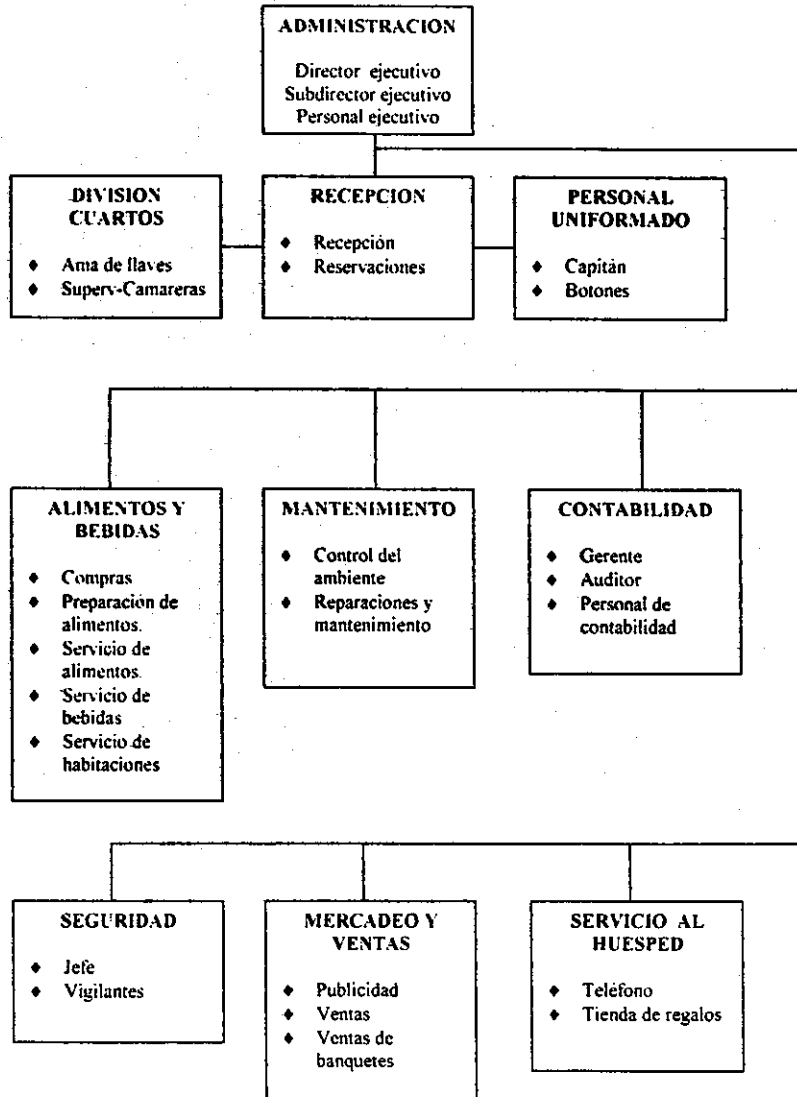 ADMINISTRACION
Director ejecutivo
Subdirector ejecutivo
Personal ejecutivo
DIVISION
CUARTOS
♦ Ama de llaves
♦ Superv-Camareras
RECEPCION
♦ Recepción
♦ Reservaciones
PERSONAL
UNIFORMADO
♦ Capitán
♦ Botones
ALIMENTOS Y
BEBIDAS
♦ Compras
♦ Preparación de
alimentos.
♦ Servicio de
alimentos.
♦ Servicio de
bebidas
♦ Servicio de
habitaciones
MANTENIMIENTO
♦ Control del
ambiente
♦ Reparaciones y
mantenimiento
CONTABILIDAD
♦ Gerente
♦ Auditor
♦ Personal de
contabilidad
SEGURIDAD
♦ Jefe
♦ Vigilantes
MERCADEO Y
VENTAS
♦ Publicidad
♦ Ventas
♦ Ventas de
banquetes
SERVICIO AL
HUESPED
♦ Teléfono
♦ Tienda de regalos